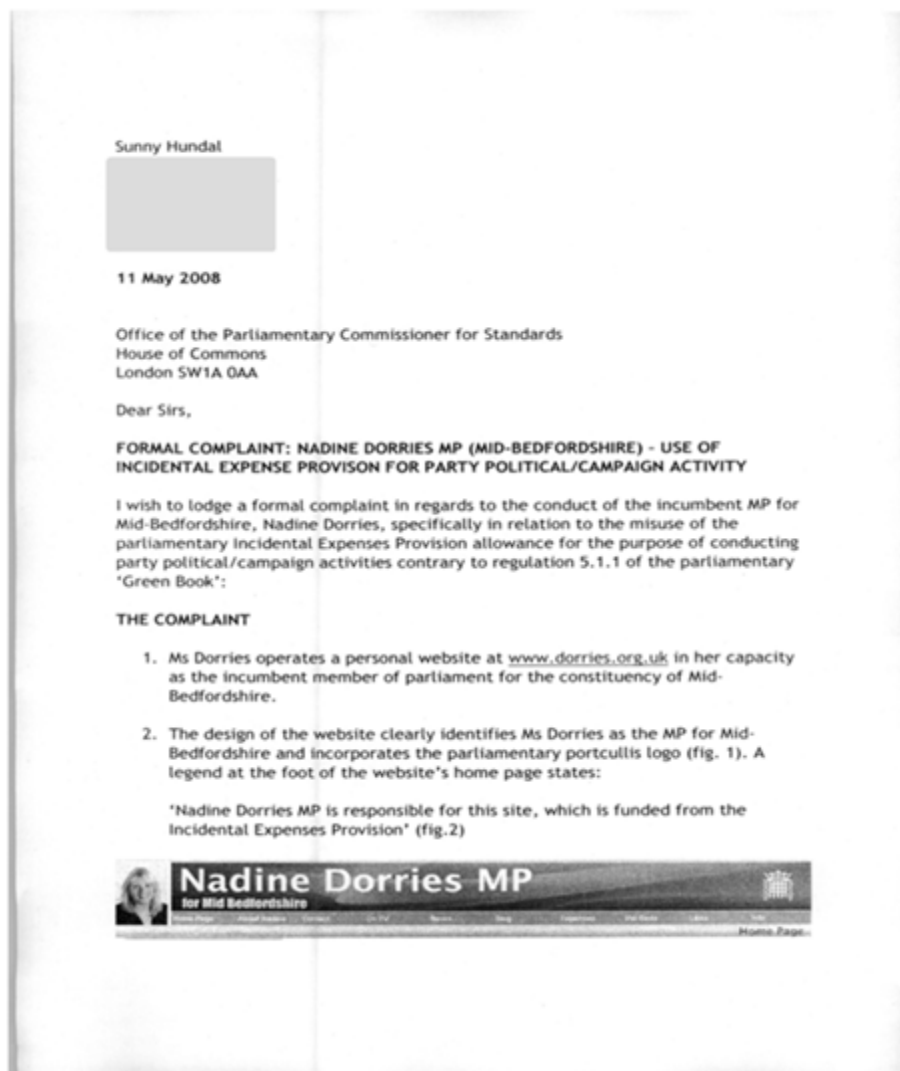 Sunny Hundal
11 May 2008
Office of the Parliamentary Commissioner for Standards
House of Commons
London SW1A 0AA
Dear Sirs,
FORMAL COMPLAINT: NADINE DORRIES MP (MID-BEDFORDSHIRE) - USE OF
INCIDENTAL EXPENSE PROVISON FOR PARTY POLITICAL/CAMPAIGN ACTIVITY
I wish to lodge a formal complaint in regards to the conduct of the incumbent MP for
Mid-Bedfordshire, Nadine Dorries, specifically in relation to the misuse of the
parliamentary Incidental Expenses Provision allowance for the purpose of conducting
party political/campaign activities contrary to regulation 5.1.1 of the parliamentary
'Green Book':
THE COMPLAINT
1. Ms Dorries operates a personal website at www.dorries.org.uk in her capacity
as the incumbent member of parliament for the constituency of Mid-
Bedfordshire.
2. The design of the website clearly identifies Ms Dorries as the MP for Mid-
Bedfordshire and incorporates the parliamentary portcullis logo (fig. 1). A
legend at the foot of the website's home page states:
'Nadine Dorries MP is responsible for this site, which is funded from the
Incidental Expenses Provision' (fig.2)
Nadine Dorries MP
for Mid Bedfordshire
Home Page